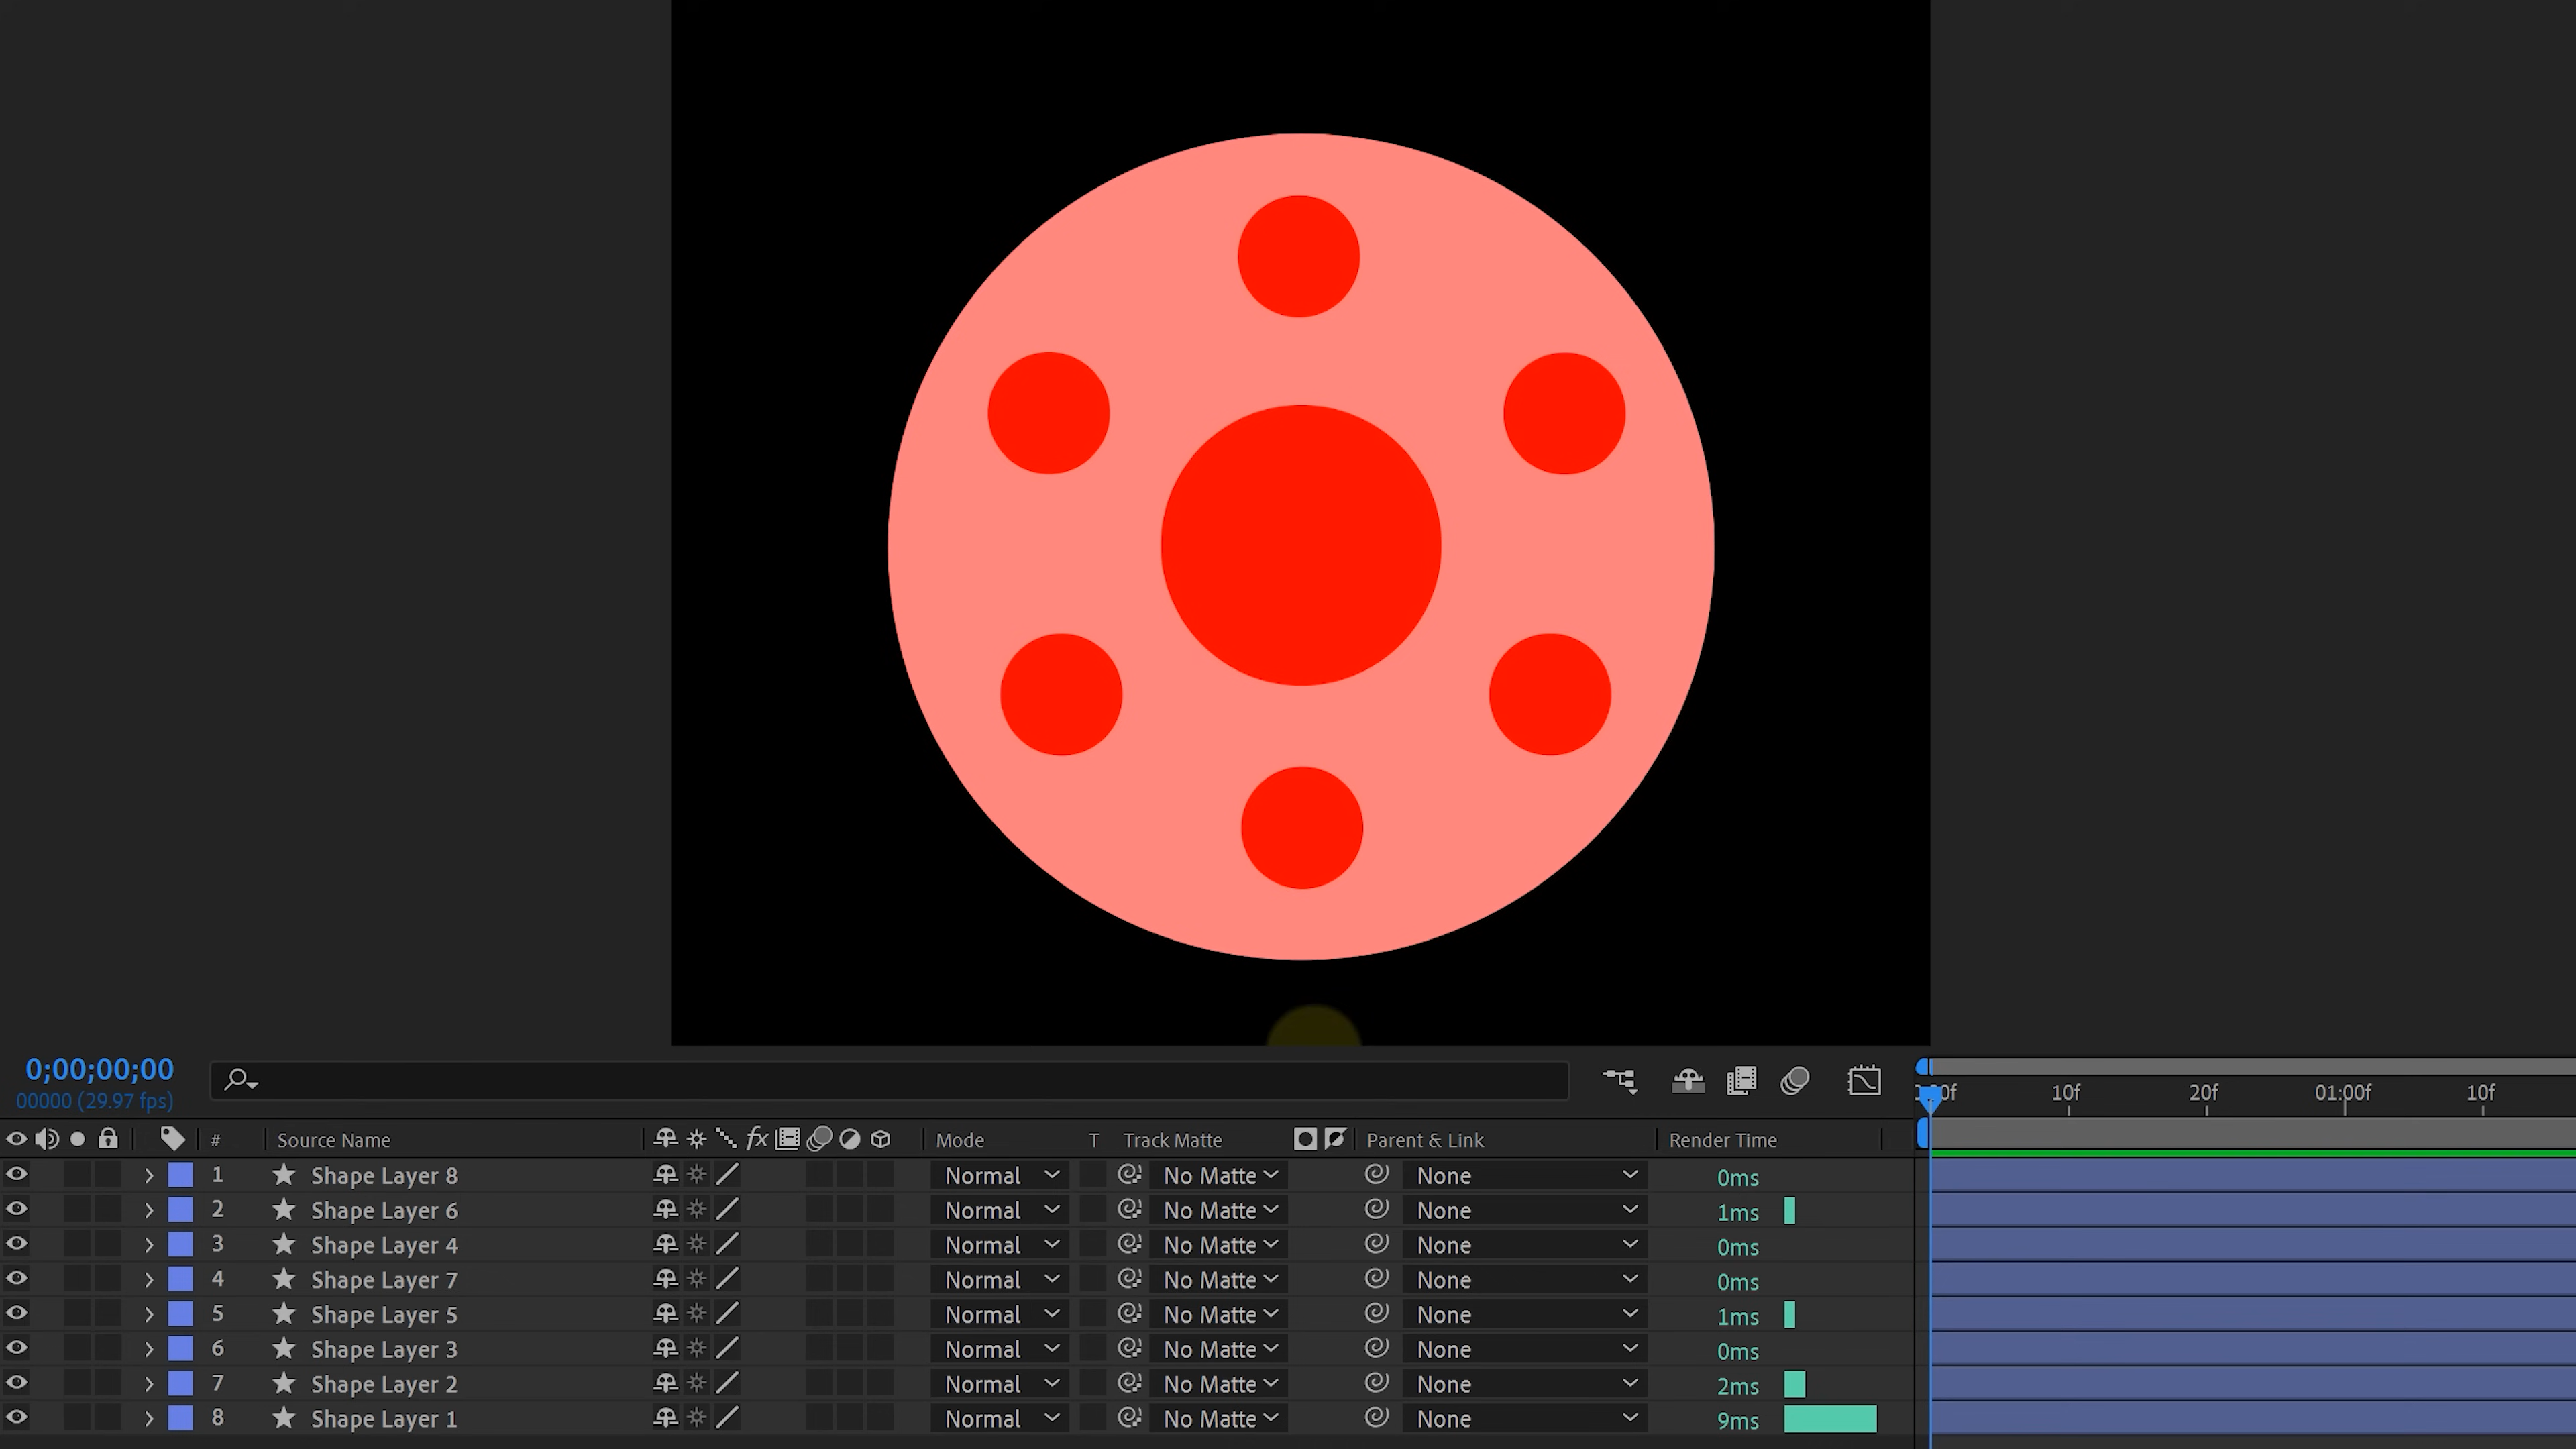 0;00;00;00
00000 (29.97 fps)
:00f 10f 20f 01:00f 10f
# Source Name fx Mode T Track Matte Parent & Link Render Time
1 Shape Layer 8 Normal No Matte None 0ms
2 Shape Layer 6 Normal No Matte None 1ms
3 Shape Layer 4 Normal No Matte None 0ms
4 Shape Layer 7 Normal No Matte None 0ms
5 Shape Layer 5 Normal No Matte None 1ms
6 Shape Layer 3 Normal No Matte None 0ms
7 Shape Layer 2 Normal No Matte None 2ms
8 Shape Layer 1 Normal No Matte None 9ms